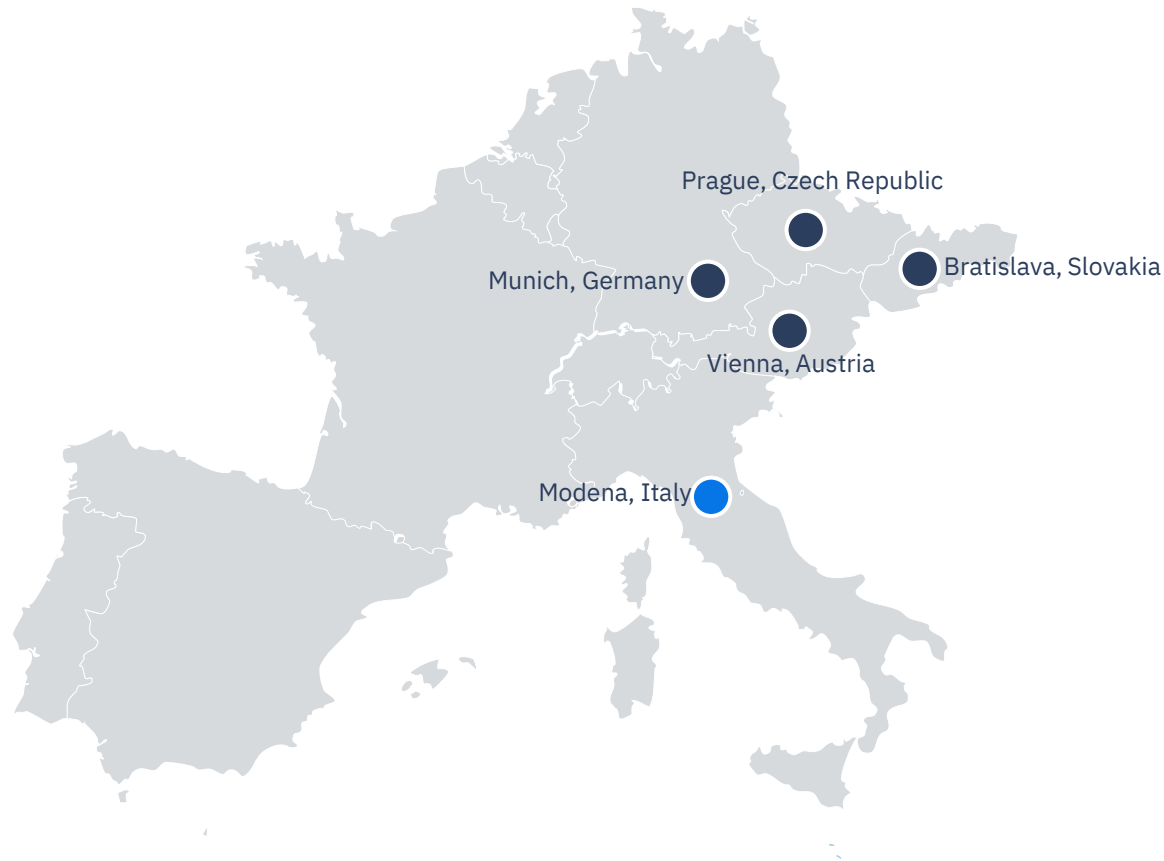 Prague, Czech Republic
Bratislava, Slovakia
Munich, Germany
Vienna, Austria
Modena, Italy